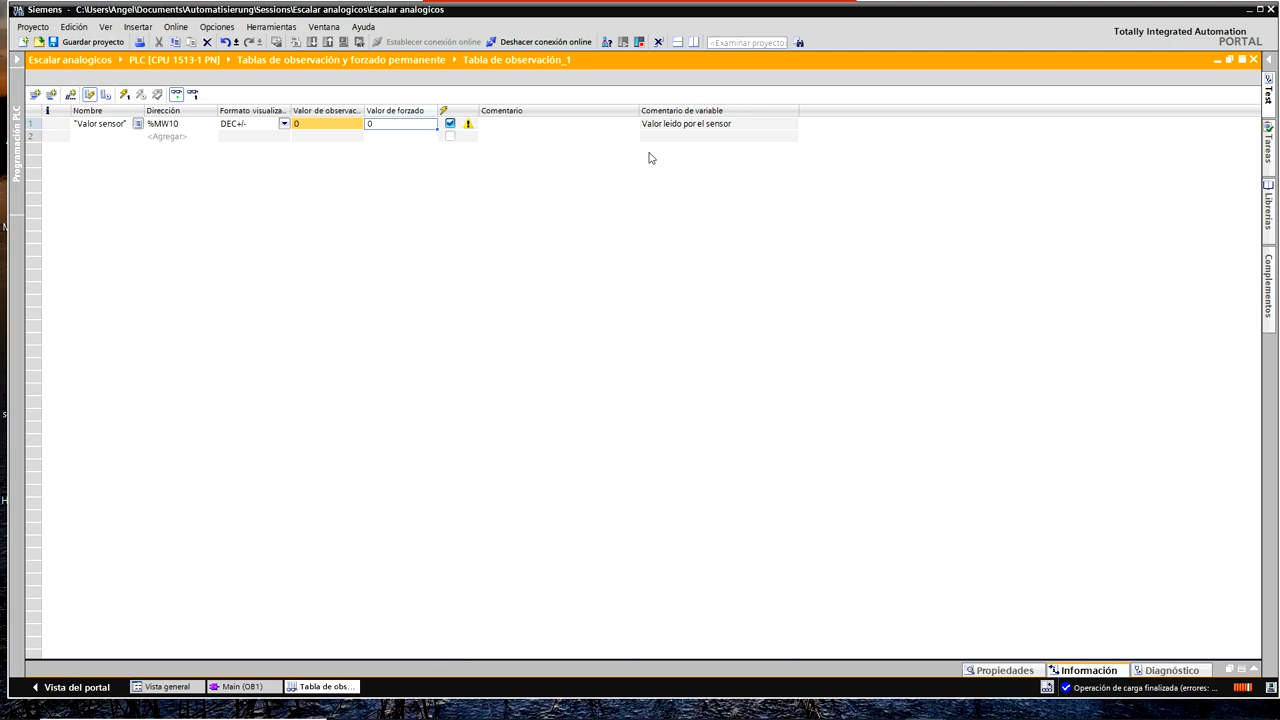 Siemens - C:\Users\Angel\Documents\Automatisierung\Sessions\Escalar analogicos\Escalar analogicos
Proyecto Edición Ver Insertar Online Opciones Herramientas Ventana Ayuda
Totally Integrated Automation
PORTAL
Guardar proyecto Establecer conexión online Deshacer conexión online <Examinar proyecto>
Escalar analogicos PLC [CPU 1513-1 PN] Tablas de observación y forzado permanente Tabla de observación_1
i Nombre Dirección Formato visualiza.. Valor de observac.. Valor de forzado Comentario Comentario de variable
1 "Valor sensor" %MW10 DEC+/- 0 0 Valor leido por el sensor
2 <Agregar>
Programación PLC
Test
Tareas
Librerías
Complementos
Propiedades Información Diagnóstico
Vista del portal Vista general Main (OB1) Tabla de obs... Operación de carga finalizada (errores: ...